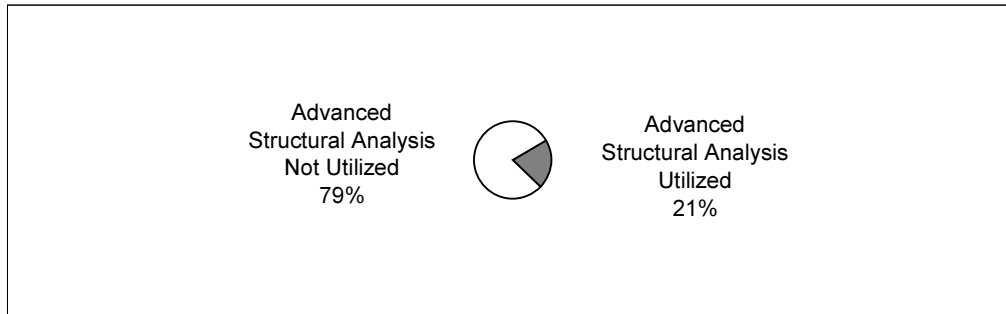 Advanced
Structural Analysis
Not Utilized
79%
Advanced
Structural Analysis
Utilized
21%